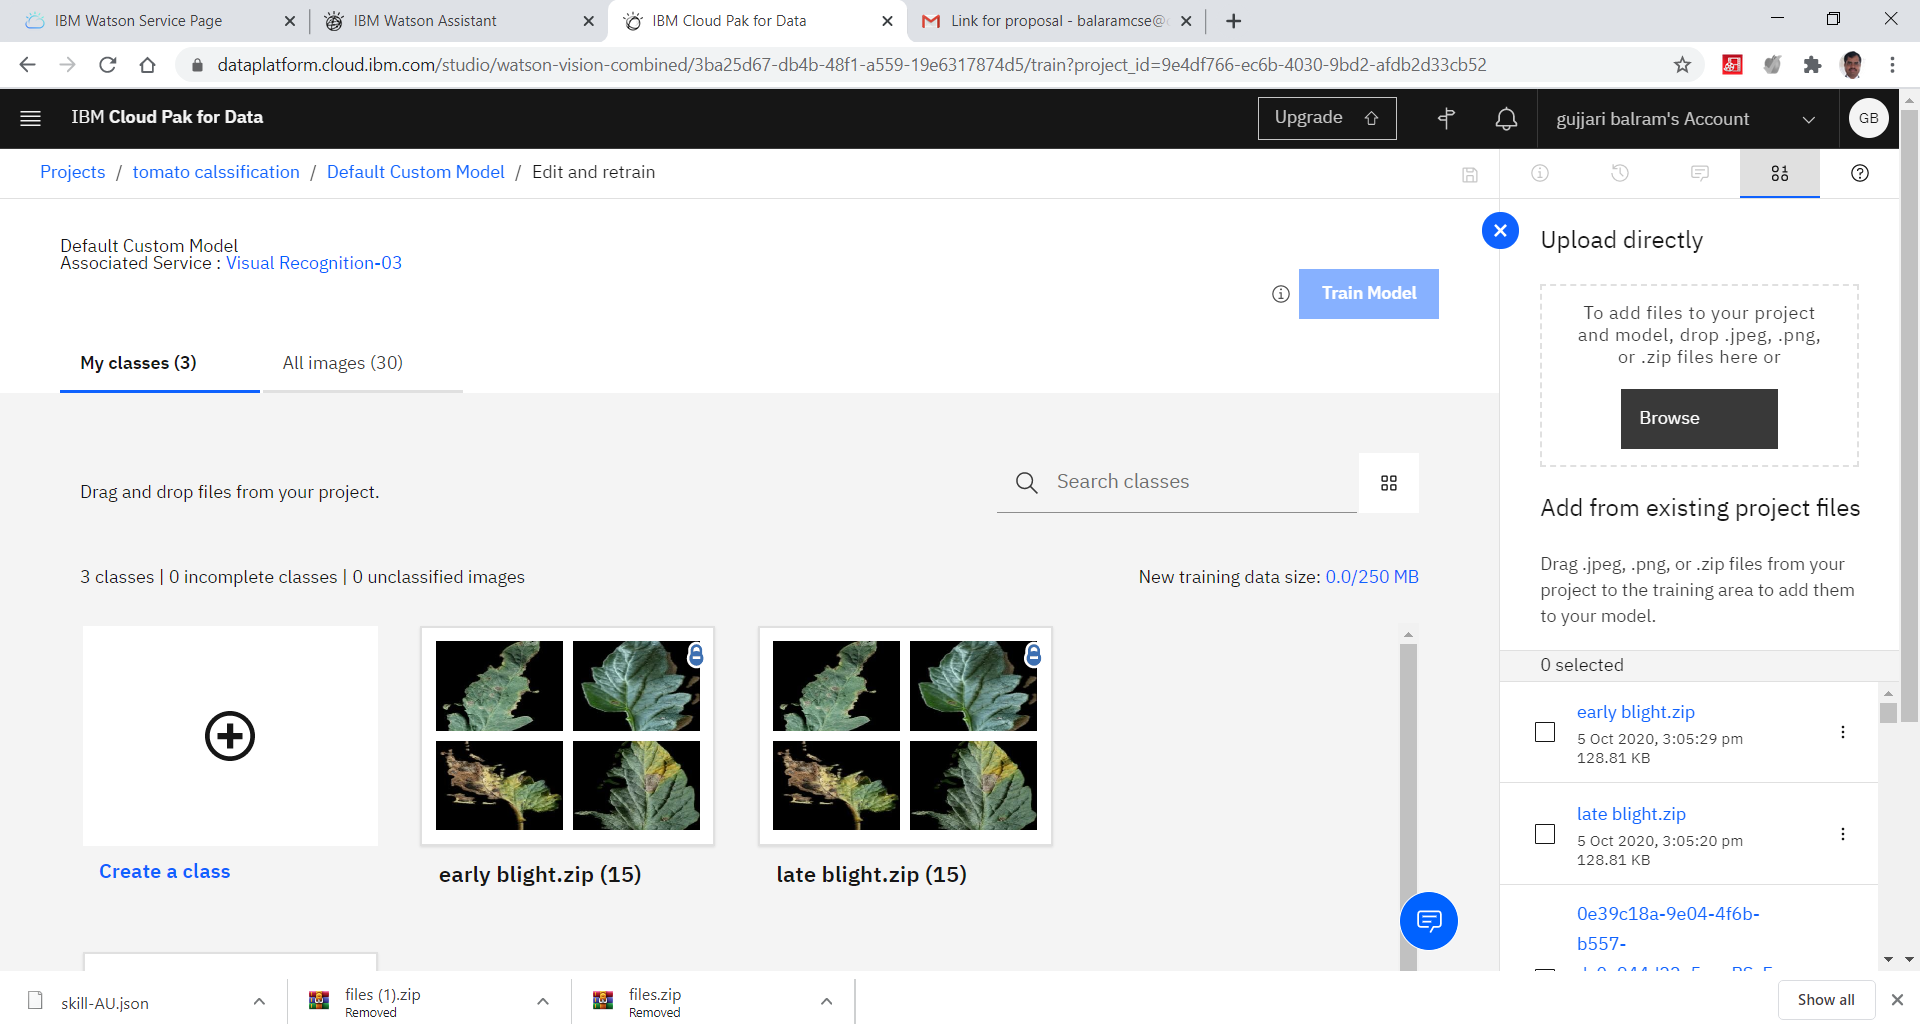 IBM Watson Service Page
IBM Watson Assistant
IBM Cloud Pak for Data
Link for proposal - balaramcse@
dataplatform.cloud.ibm.com/studio/watson-vision-combined/3ba25d67-db4b-48f1-a559-19e6317874d5/train?project_id=9e4df766-ec6b-4030-9bd2-afdb2d33cb52
IBM Cloud Pak for Data
Upgrade
gujjari balram's Account
GB
Projects / tomato calssification / Default Custom Model / Edit and retrain
Default Custom Model
Associated Service : Visual Recognition-03
Train Model
My classes (3)
All images (30)
Drag and drop files from your project.
Search classes
3 classes | 0 incomplete classes | 0 unclassified images
New training data size: 0.0/250 MB
Create a class
early blight.zip (15)
late blight.zip (15)
Upload directly
To add files to your project
and model, drop .jpeg, .png,
or .zip files here or
Browse
Add from existing project files
Drag .jpeg, .png, or .zip files from your
project to the training area to add them
to your model.
0 selected
early blight.zip
5 Oct 2020, 3:05:29 pm
128.81 KB
late blight.zip
5 Oct 2020, 3:05:20 pm
128.81 KB
0e39c18a-9e04-4f6b-
b557-
skill-AU.json
files (1).zip
Removed
files.zip
Removed
Show all